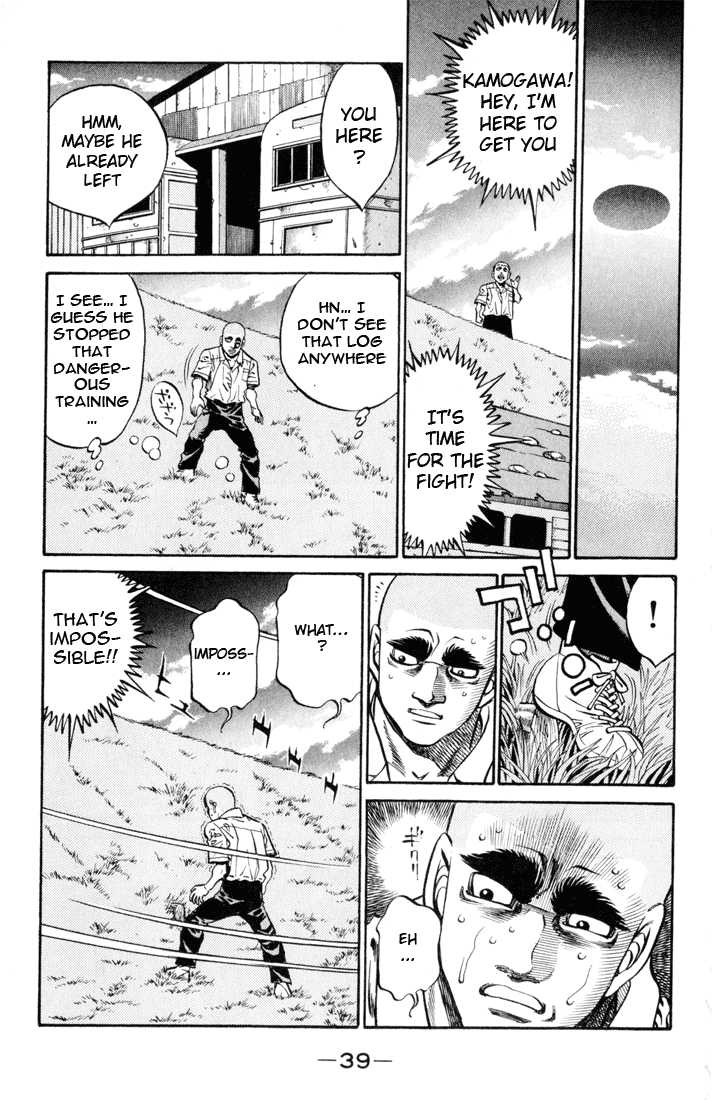 KAMOGAWA!
HEY, I'M
HERE TO
GET YOU
IT'S
TIME
FOR THE
FIGHT!
YOU
HERE
?
HMM,
MAYBE HE
ALREADY
LEFT
HN... I
DON'T SEE
THAT LOG
ANYWHERE
I SEE... I
GUESS HE
STOPPED
THAT
DANGER-
OUS
TRAINING
...
!
WHAT...
?
IMPOSS-
...
THAT'S
IMPOS-
SIBLE!!
EH
...
—39—